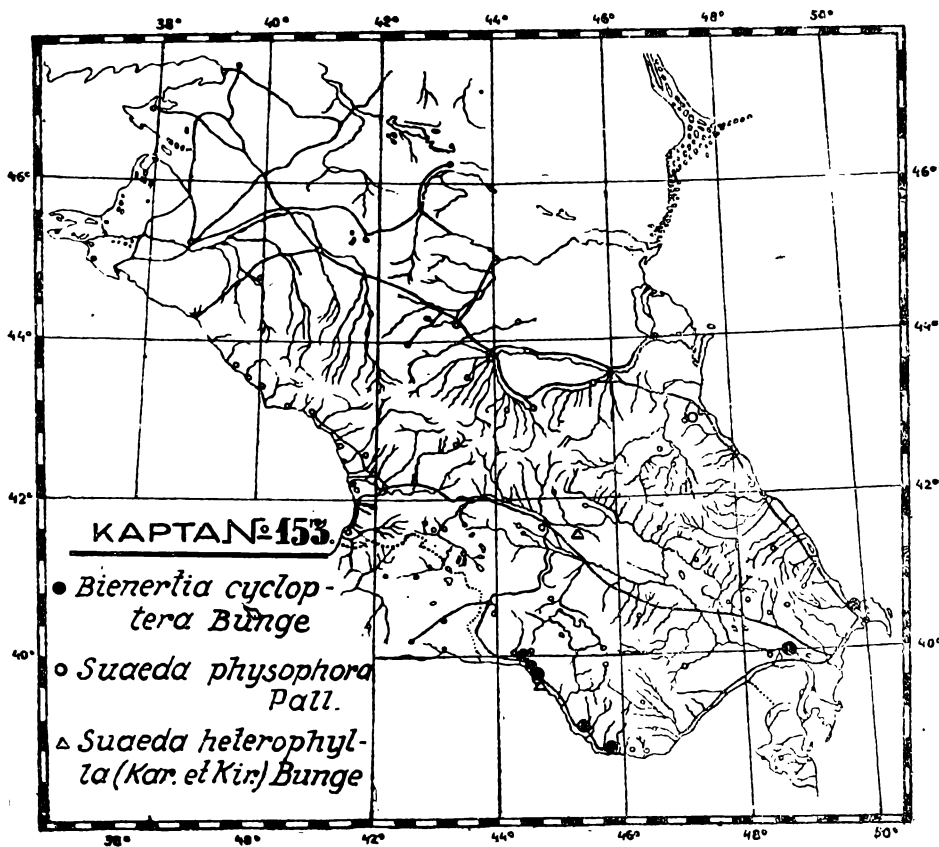 38° 40° 42° 44° 46° 48° 50°
46° 46°
44° 44°
42° 42°
КАРТА № 153.
Bienertia cyclop-
tera Bunge
40° 40°
Suaeda physophora
Pall.
Suaeda heterophyl-
la (Kar. et Kir.) Bunge
38° 40° 42° 44° 46° 48° 50°